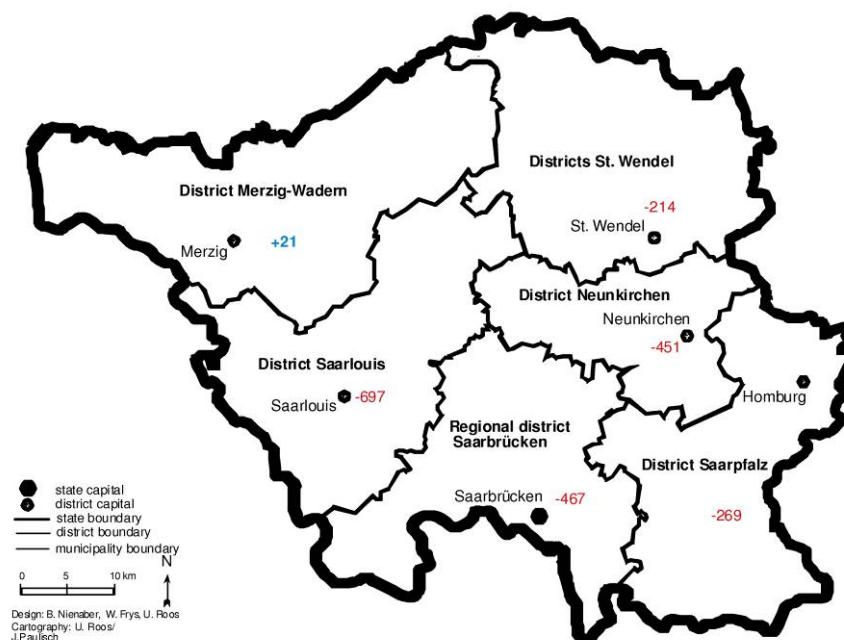 Districts St. Wendel
District Merzig-Wadern
-214
St. Wendel
Merzig
+21
District Neunkirchen
Neunkirchen
-451
District Saarlouis
Saarlouis
-697
Homburg
Regional district
Saarbrücken
District Saarpfalz
Saarbrücken
-467
-269
state capital
district capital
state boundary
district boundary
municipality boundary
N
0 5 10 km
Design: B. Nienaber, W. Frys, U. Roos
Cartography: U. Roos/
J.Paulisch